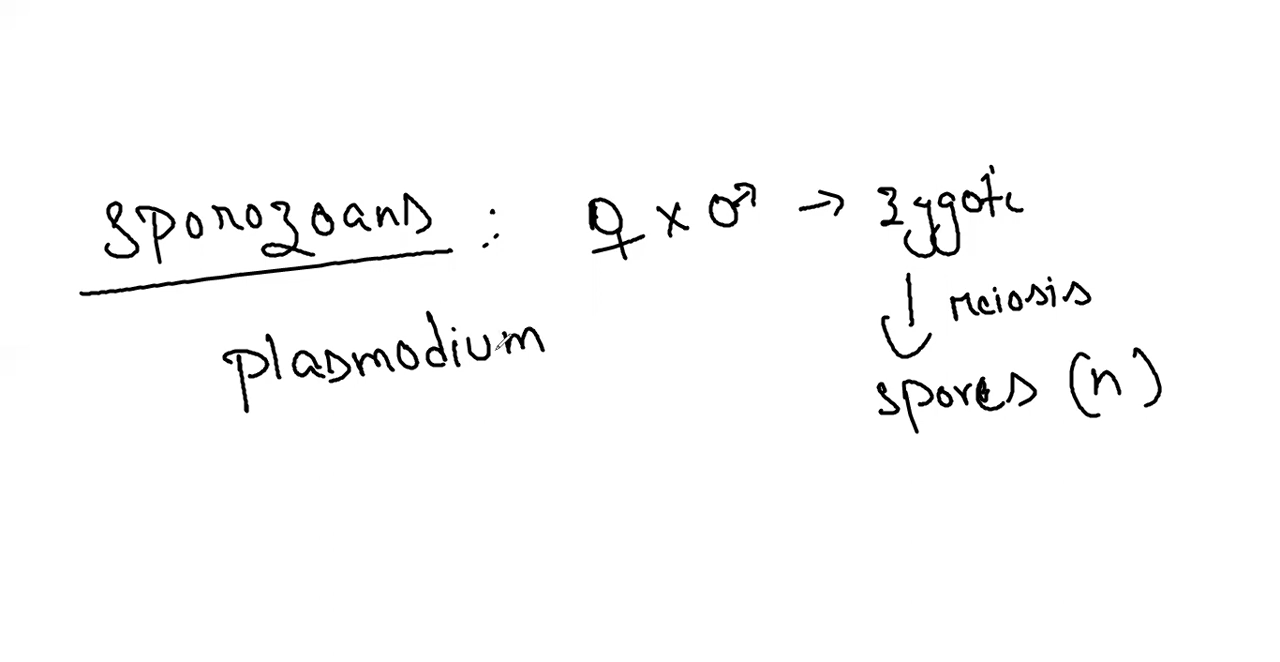 Sporozoans : ♀ x ♂ → Zygote
↓ meiosis
plasmodium
spores (n)